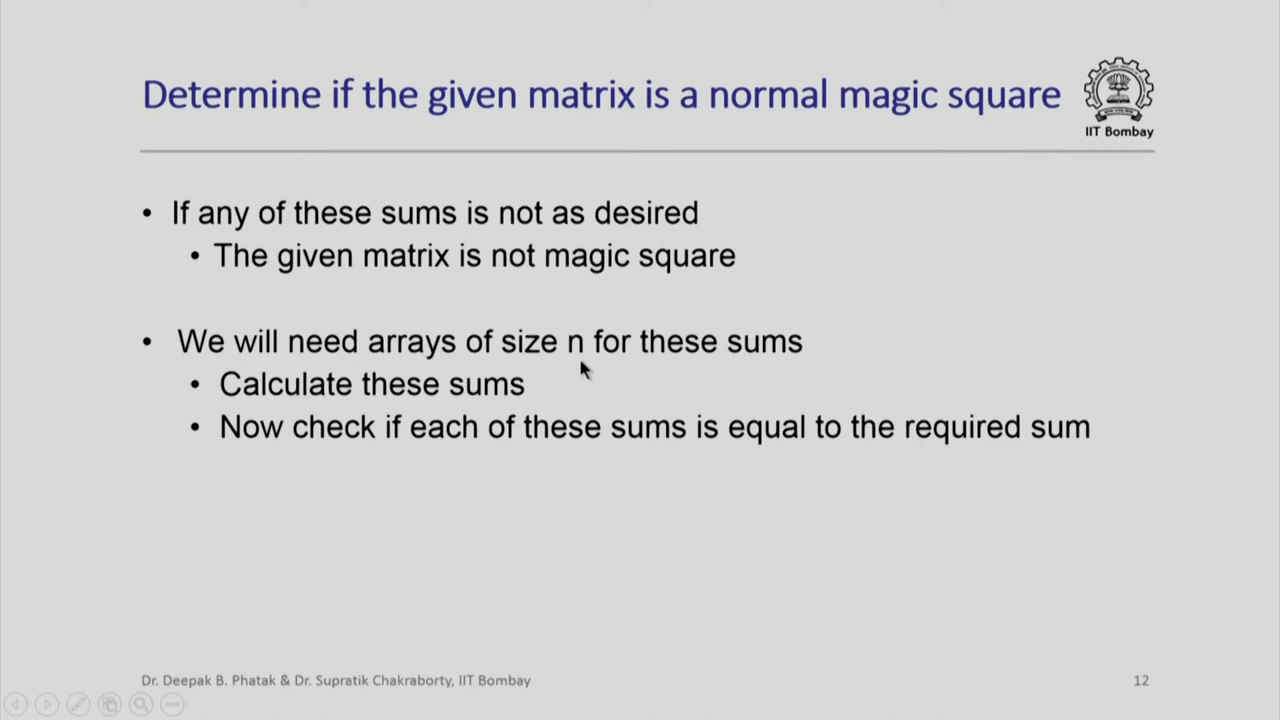 Determine if the given matrix is a normal magic square
IIT Bombay
• If any of these sums is not as desired
• The given matrix is not magic square
• We will need arrays of size n for these sums
• Calculate these sums
• Now check if each of these sums is equal to the required sum
Dr. Deepak B. Phatak & Dr. Supratik Chakraborty, IIT Bombay
12